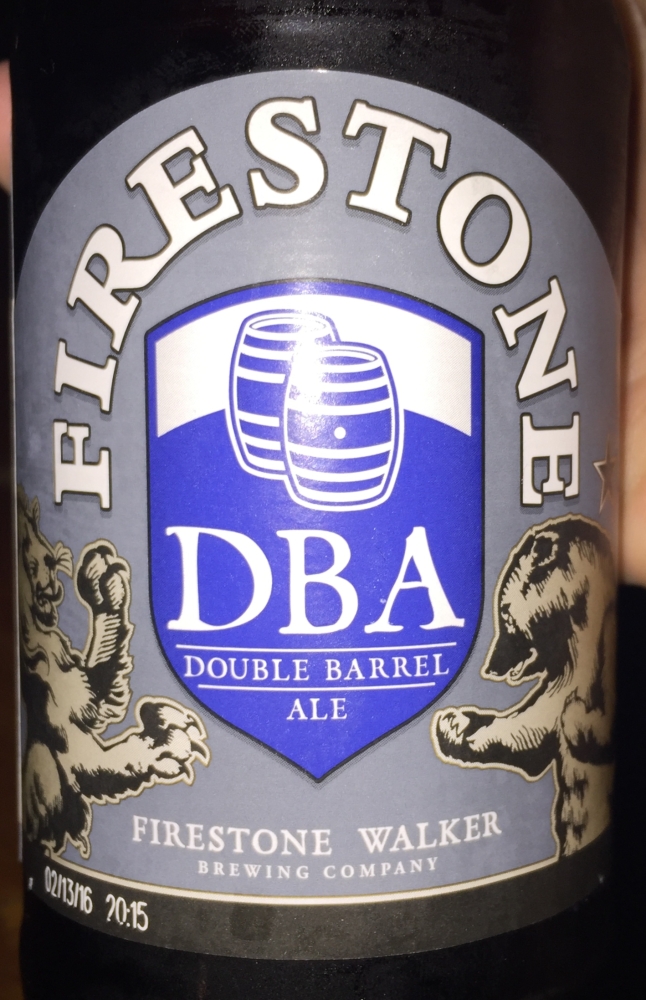 FIRESTONE
DBA
DOUBLE BARREL
ALE
FIRESTONE WALKER
BREWING COMPANY
02/13/16 20:15